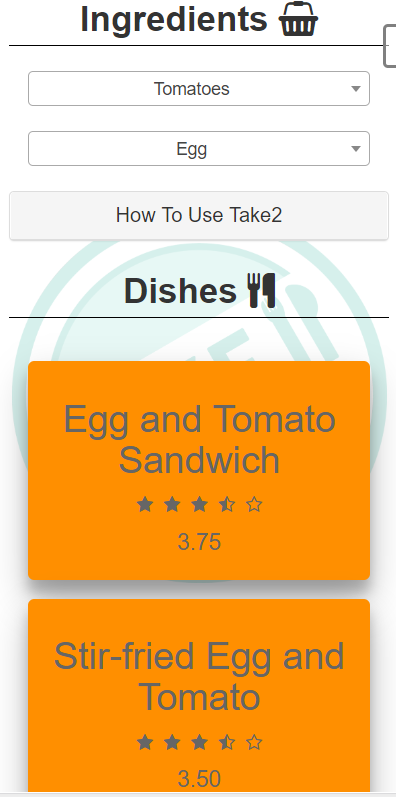 Ingredients
Tomatoes
Egg
How To Use Take2
Dishes
Egg and Tomato
Sandwich
3.75
Stir-fried Egg and
Tomato
3.50